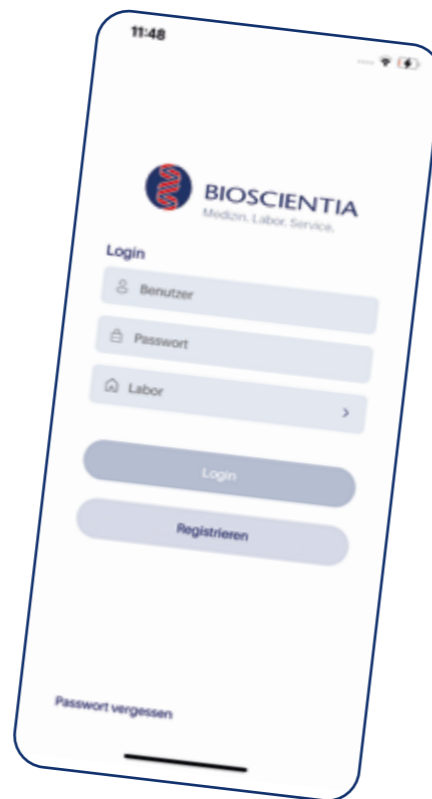 11:48
BIOSCIENTIA
Medizin. Labor. Service.
Login
Benutzer
Passwort
Labor
Login
Registrieren
Passwort vergessen